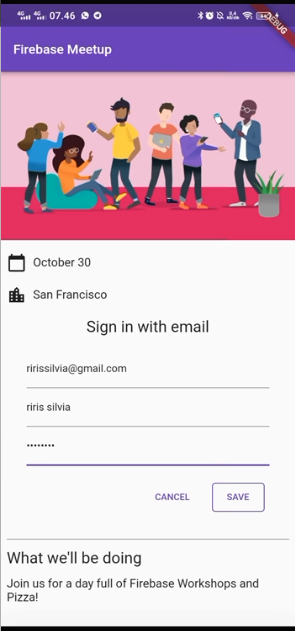 4G 4G 07.46
DEBUG
Firebase Meetup
October 30
San Francisco
Sign in with email
ririssilvia@gmail.com
riris silvia
••••••••
CANCEL SAVE
What we'll be doing
Join us for a day full of Firebase Workshops and
Pizza!